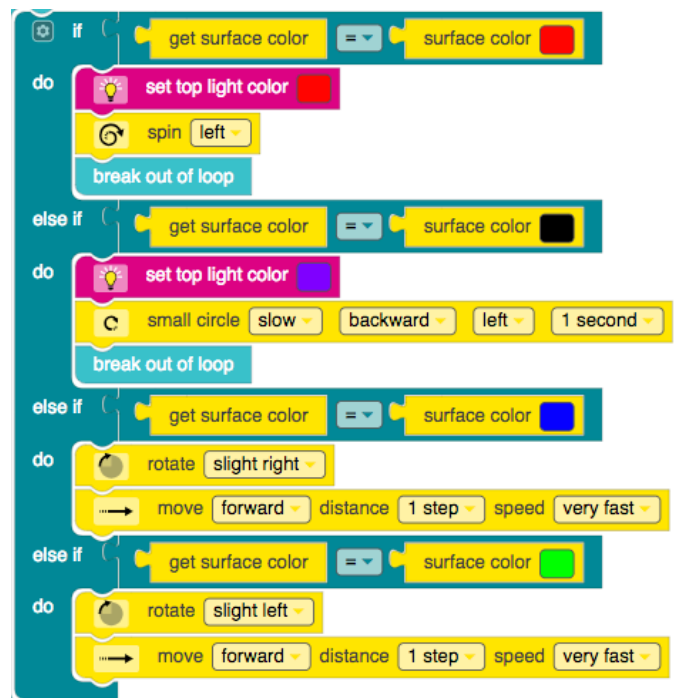 if get surface color = surface color
do set top light color
spin left
break out of loop
else if get surface color = surface color
do set top light color
small circle slow backward left 1 second
break out of loop
else if get surface color = surface color
do rotate slight right
move forward distance 1 step speed very fast
else if get surface color = surface color
do rotate slight left
move forward distance 1 step speed very fast